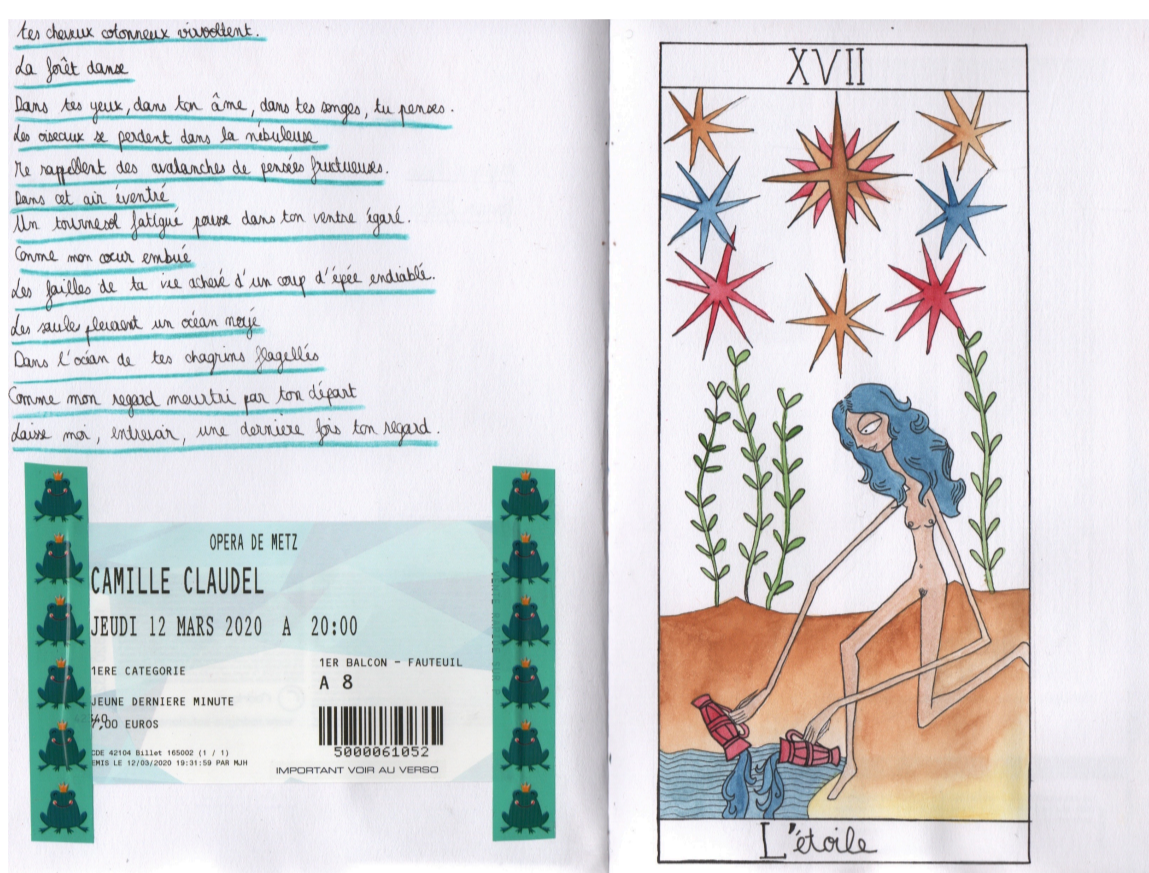 tes cheveux cotonneux virvoltent.
La forêt danse
Dans tes yeux, dans ton âme, dans tes songes, tu penses.
Les oiseaux se perdent dans la nébuleuse
Me rappellent des avalanches de pensées fructueuses.
Dans cet air éventré
Un tournesol fatigué pousse dans ton ventre égaré.
Comme mon cœur embué
Les failles de ta vie achevé d'un coup d'épée endiablé.
Les saules pleurent un océan noyé
Dans l'océan de tes chagrins flagellés
Comme mon regard meurtri par ton départ
Laisse moi, entrevoir, une dernière fois ton regard.
OPERA DE METZ
CAMILLE CLAUDEL
JEUDI 12 MARS 2020 A 20:00
1ERE CATEGORIE
1ER BALCON - FAUTEUIL
A 8
JEUNE DERNIERE MINUTE
,00 EUROS
5000061052
CDE 42104 Billet 165002 (1 / 1)
EMIS LE 12/03/2020 19:31:59 PAR MJH
IMPORTANT VOIR AU VERSO
XVII
L'étoile